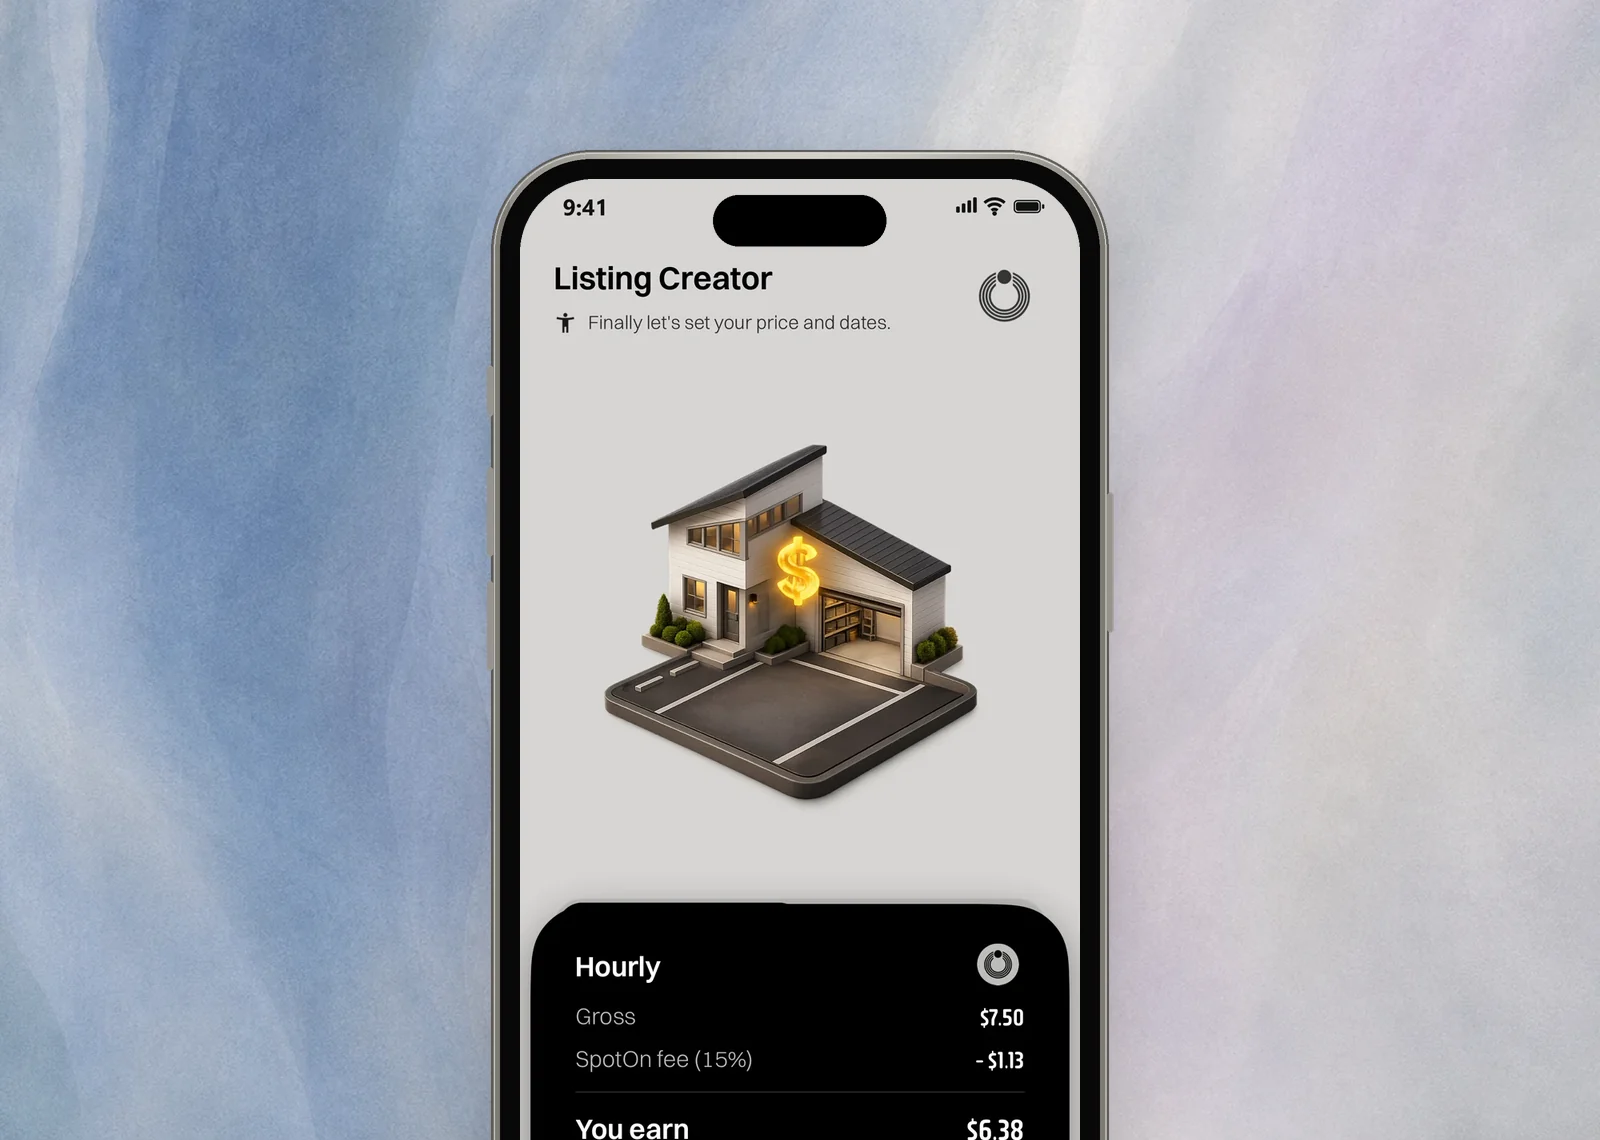 9:41
Listing Creator
Finally let's set your price and dates.
$
Hourly
Gross $7.50
SpotOn fee (15%) - $1.13
You earn $6.38